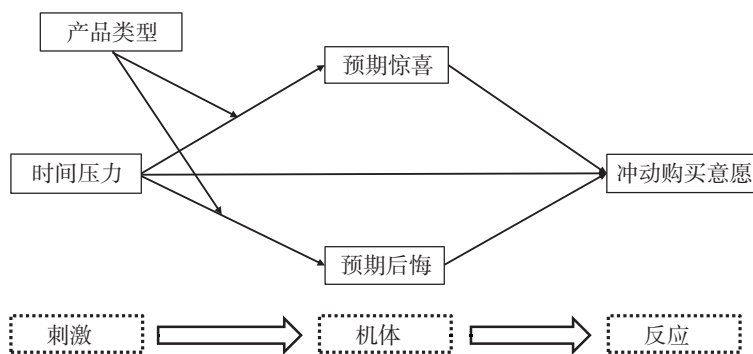 产品类型
预期惊喜
时间压力
冲动购买意愿
预期后悔
刺激
机体
反应